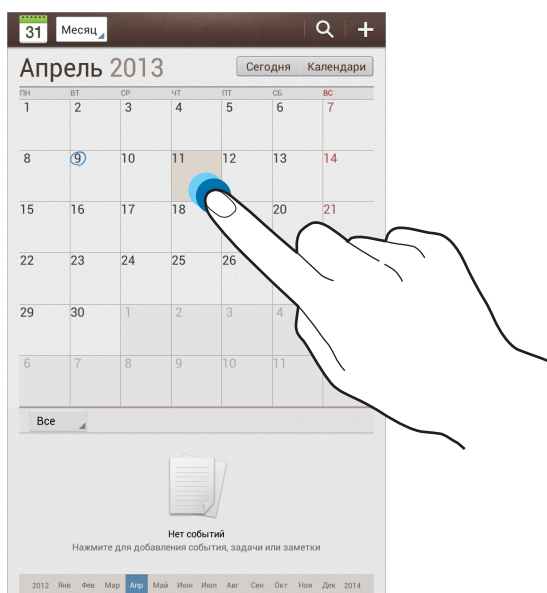 31 Месяц
Апрель 2013 Сегодня Календари
ПН ВТ СР ЧТ ПТ СБ ВС
1 2 3 4 5 6 7
8 9 10 11 12 13 14
15 16 17 18 20 21
22 23 24 25 26
29 30 1 2 3 4
6 7 8 9 10 11
Все
Нет событий
Нажмите для добавления события, задачи или заметки
2012 Янв Фев Мар Апр Май Июн Июл Авг Сен Окт Ноя Дек 2014